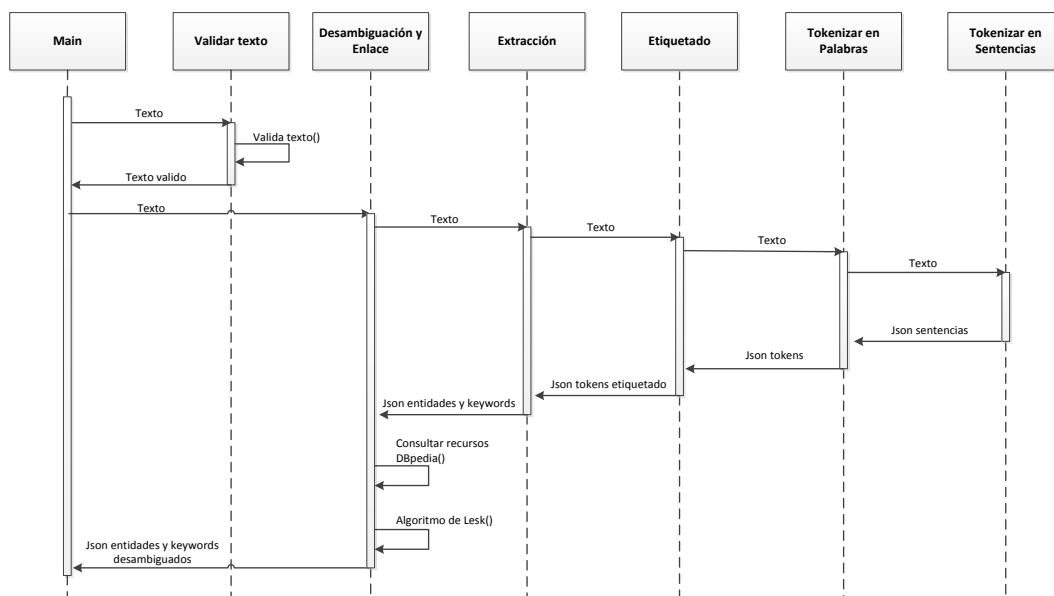 Main
Validar texto
Desambiguación y
Enlace
Extracción
Etiquetado
Tokenizar en
Palabras
Tokenizar en
Sentencias
Texto
Valida texto()
Texto valido
Texto
Texto
Texto
Texto
Texto
Json sentencias
Json tokens
Json tokens etiquetado
Json entidades y keywords
Consultar recursos
DBpedia()
Algoritmo de Lesk()
Json entidades y keywords
desambiguados